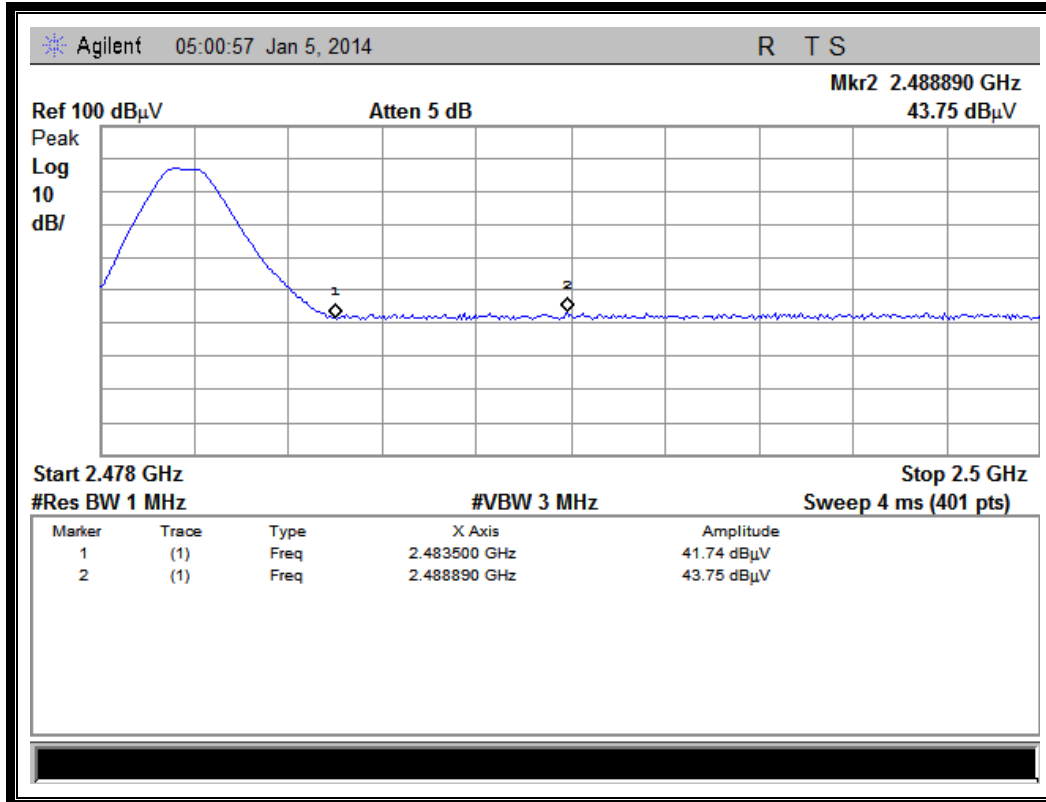 Agilent 05:00:57 Jan 5, 2014 R T S
Mkr2 2.488890 GHz
Ref 100 dBμV Atten 5 dB 43.75 dBμV
Peak
Log
10
dB/
1
2
Start 2.478 GHz Stop 2.5 GHz
#Res BW 1 MHz #VBW 3 MHz Sweep 4 ms (401 pts)
Marker Trace Type X Axis Amplitude
1 (1) Freq 2.483500 GHz 41.74 dBμV
2 (1) Freq 2.488890 GHz 43.75 dBμV